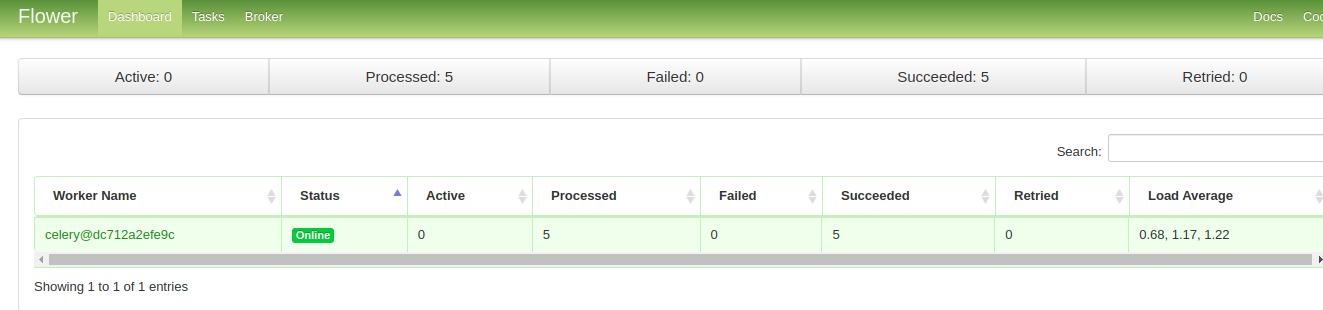 Flower Dashboard Tasks Broker Docs
Active: 0 Processed: 5 Failed: 0 Succeeded: 5 Retried: 0
Search:
Worker Name Status Active Processed Failed Succeeded Retried Load Average
celery@dc712a2efe9c Online 0 5 0 5 0 0.68, 1.17, 1.22
Showing 1 to 1 of 1 entries